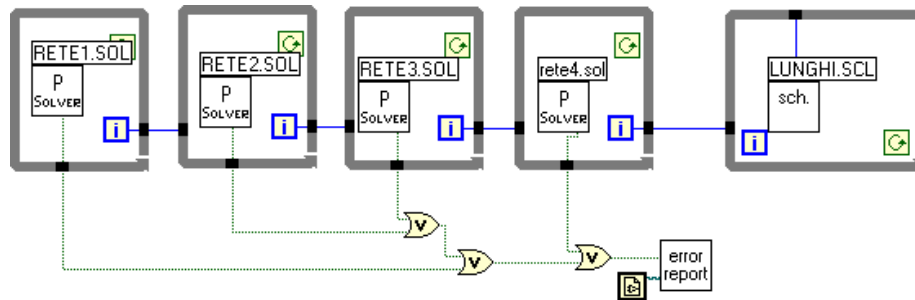 RETE1.SOL
P
SOLVER
i
RETE2.SOL
P
SOLVER
i
RETE3.SOL
P
SOLVER
i
rete4.sol
P
SOLVER
i
LUNGHI.SCL
sch.
i
V
V
V
error
report